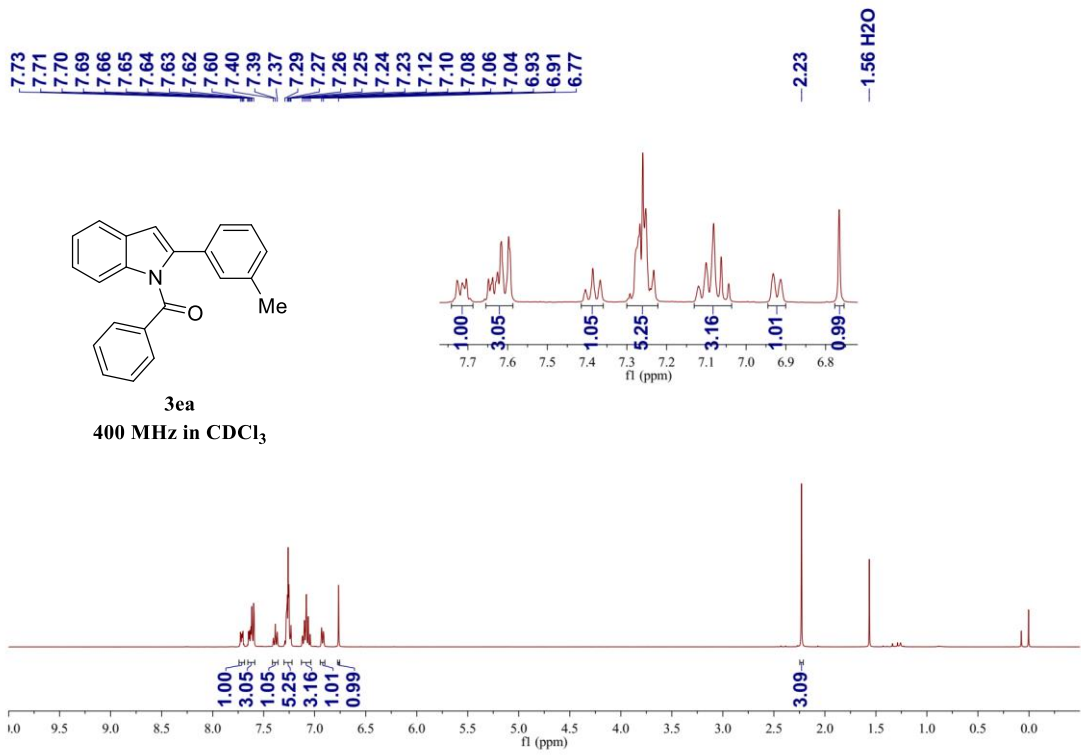 7.73 7.71 7.70 7.69 7.66 7.65 7.64 7.63 7.62 7.60 7.40 7.39 7.37 7.29 7.27 7.26 7.25 7.24 7.23 7.12 7.10 7.08 7.06 7.04 6.93 6.91 6.77 2.23 1.56 H2O
N
O
Me
3ea
400 MHz in CDCl3
1.00 3.05 1.05 5.25 3.16 1.01 0.99
7.7 7.6 7.5 7.4 7.3 7.2 7.1 7.0 6.9 6.8
f1 (ppm)
1.00 3.05 1.05 5.25 3.16 1.01 0.99 3.09
0.0 9.5 9.0 8.5 8.0 7.5 7.0 6.5 6.0 5.5 5.0 4.5 4.0 3.5 3.0 2.5 2.0 1.5 1.0 0.5 0.0
f1 (ppm)